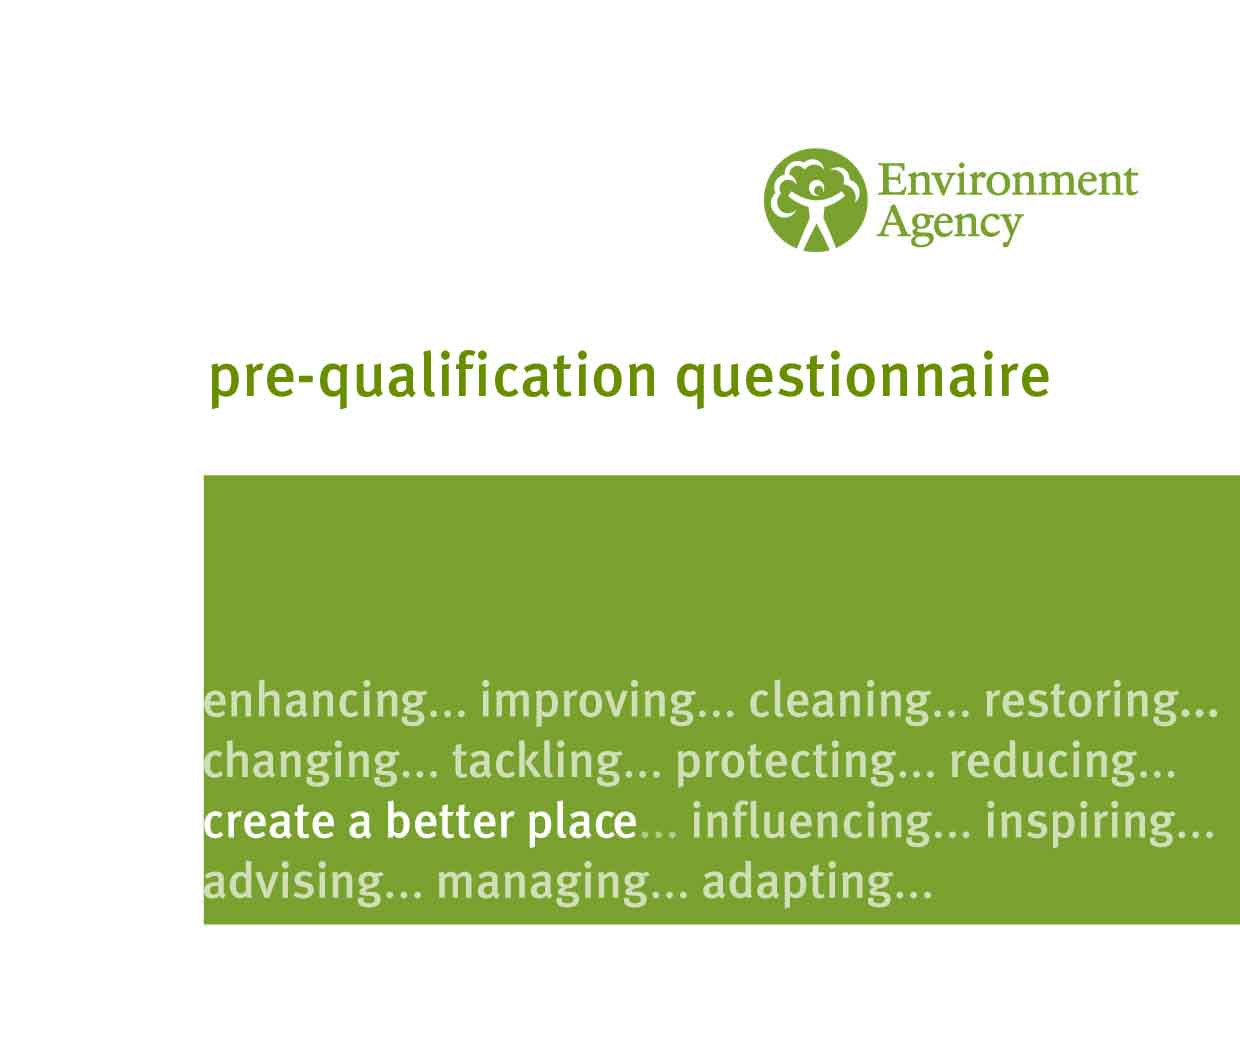 Environment
Agency
pre-qualification questionnaire
enhancing... improving... cleaning... restoring...
changing... tackling... protecting... reducing...
create a better place... influencing... inspiring...
advising... managing... adapting...